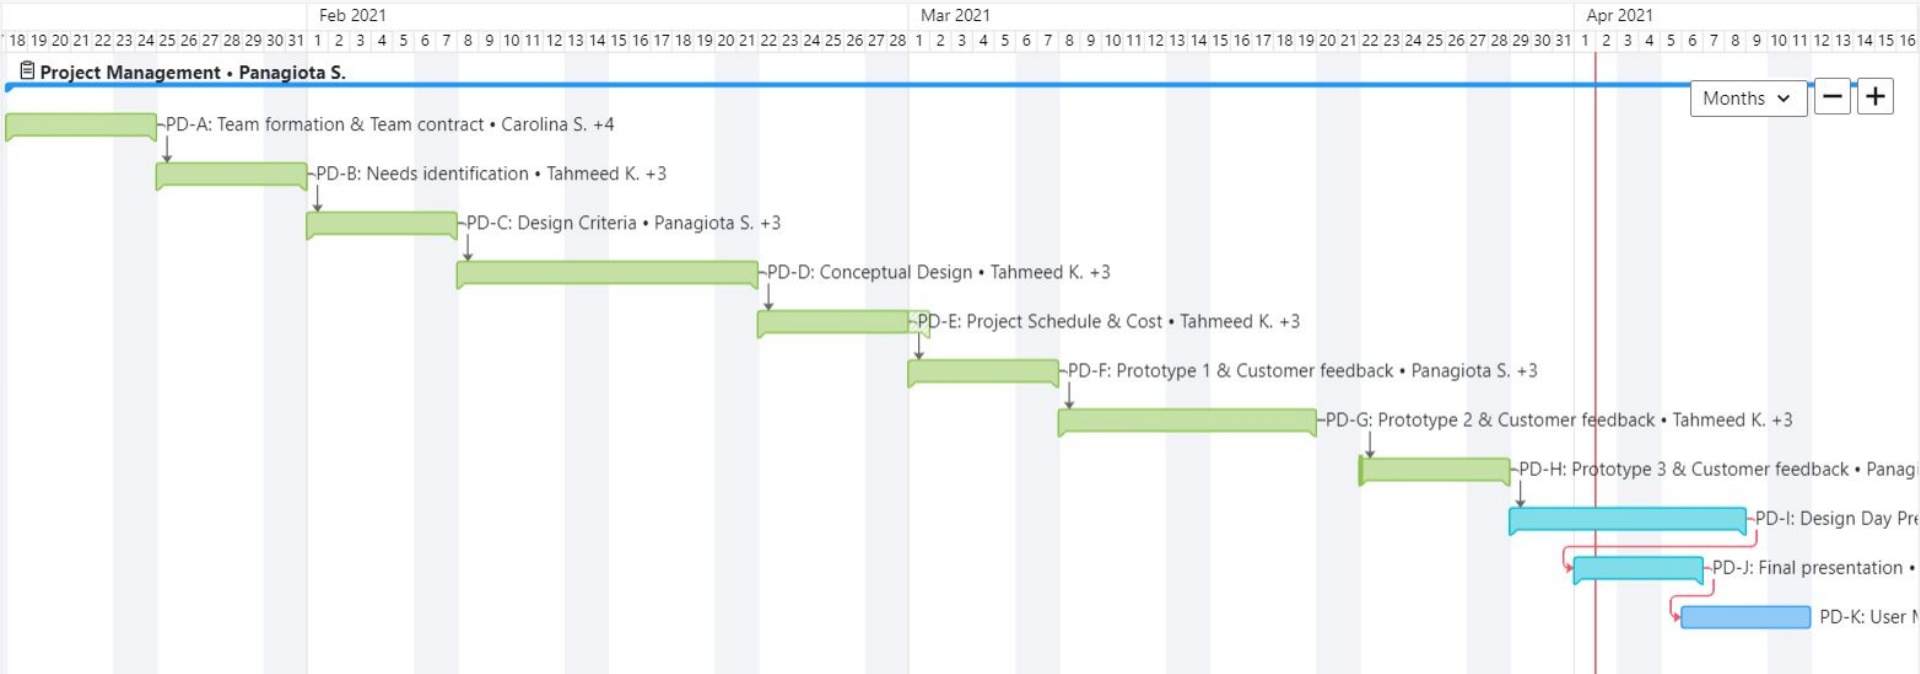 Feb 2021 Mar 2021 Apr 2021
18 19 20 21 22 23 24 25 26 27 28 29 30 31 1 2 3 4 5 6 7 8 9 10 11 12 13 14 15 16 17 18 19 20 21 22 23 24 25 26 27 28 1 2 3 4 5 6 7 8 9 10 11 12 13 14 15 16 17 18 19 20 21 22 23 24 25 26 27 28 29 30 31 1 2 3 4 5 6 7 8 9 10 11 12 13 14 15 16
Project Management • Panagiota S.
Months − +
PD-A: Team formation & Team contract • Carolina S. +4
PD-B: Needs identification • Tahmeed K. +3
PD-C: Design Criteria • Panagiota S. +3
PD-D: Conceptual Design • Tahmeed K. +3
PD-E: Project Schedule & Cost • Tahmeed K. +3
PD-F: Prototype 1 & Customer feedback • Panagiota S. +3
PD-G: Prototype 2 & Customer feedback • Tahmeed K. +3
PD-H: Prototype 3 & Customer feedback • Panagi
PD-I: Design Day Pre
PD-J: Final presentation •
PD-K: User